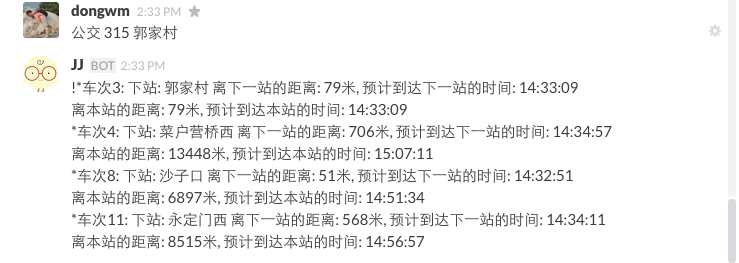 dongwm 2:33 PM
公交 315 郭家村
JJ BOT 2:33 PM
!*车次3: 下站: 郭家村 离下一站的距离: 79米, 预计到达下一站的时间: 14:33:09
离本站的距离: 79米, 预计到达本站的时间: 14:33:09
*车次4: 下站: 菜户营桥西 离下一站的距离: 706米, 预计到达下一站的时间: 14:34:57
离本站的距离: 13448米, 预计到达本站的时间: 15:07:11
*车次8: 下站: 沙子口 离下一站的距离: 51米, 预计到达下一站的时间: 14:32:51
离本站的距离: 6897米, 预计到达本站的时间: 14:51:34
*车次11: 下站: 永定门西 离下一站的距离: 568米, 预计到达下一站的时间: 14:34:11
离本站的距离: 8515米, 预计到达本站的时间: 14:56:57